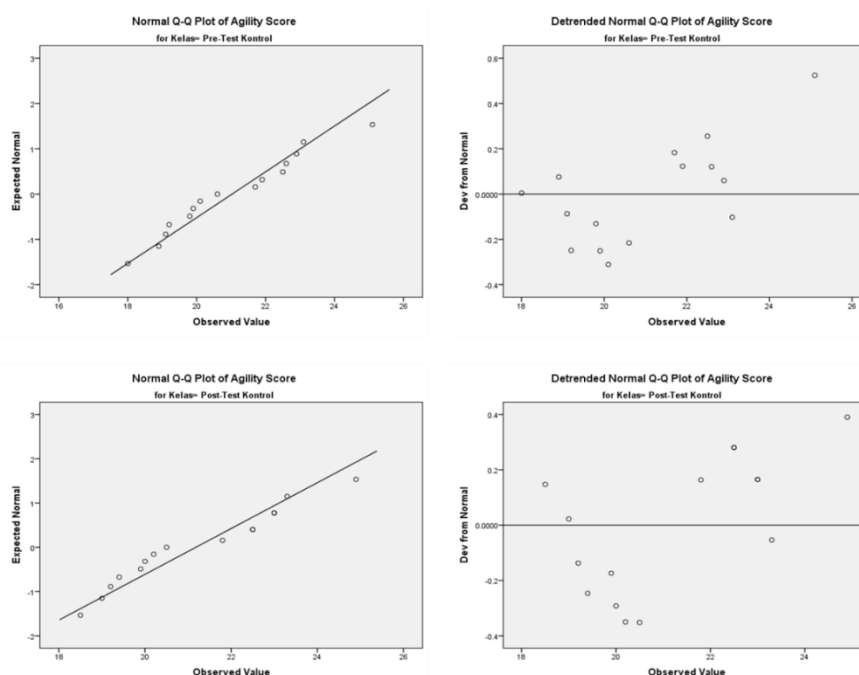 Normal Q-Q Plot of Agility Score
for Kelas= Pre-Test Kontrol
Expected Normal
3
2
1
0
-1
-2
16 18 20 22 24 26
Observed Value
Detrended Normal Q-Q Plot of Agility Score
for Kelas= Pre-Test Kontrol
Dev from Normal
0.6
0.4
0.2
0.0000
-0.2
-0.4
18 20 22 24 26
Observed Value
Normal Q-Q Plot of Agility Score
for Kelas= Post-Test Kontrol
Expected Normal
3
2
1
0
-1
-2
18 20 22 24 26
Observed Value
Detrended Normal Q-Q Plot of Agility Score
for Kelas= Post-Test Kontrol
Dev from Normal
0.4
0.2
0.0000
-0.2
-0.4
18 20 22 24
Observed Value